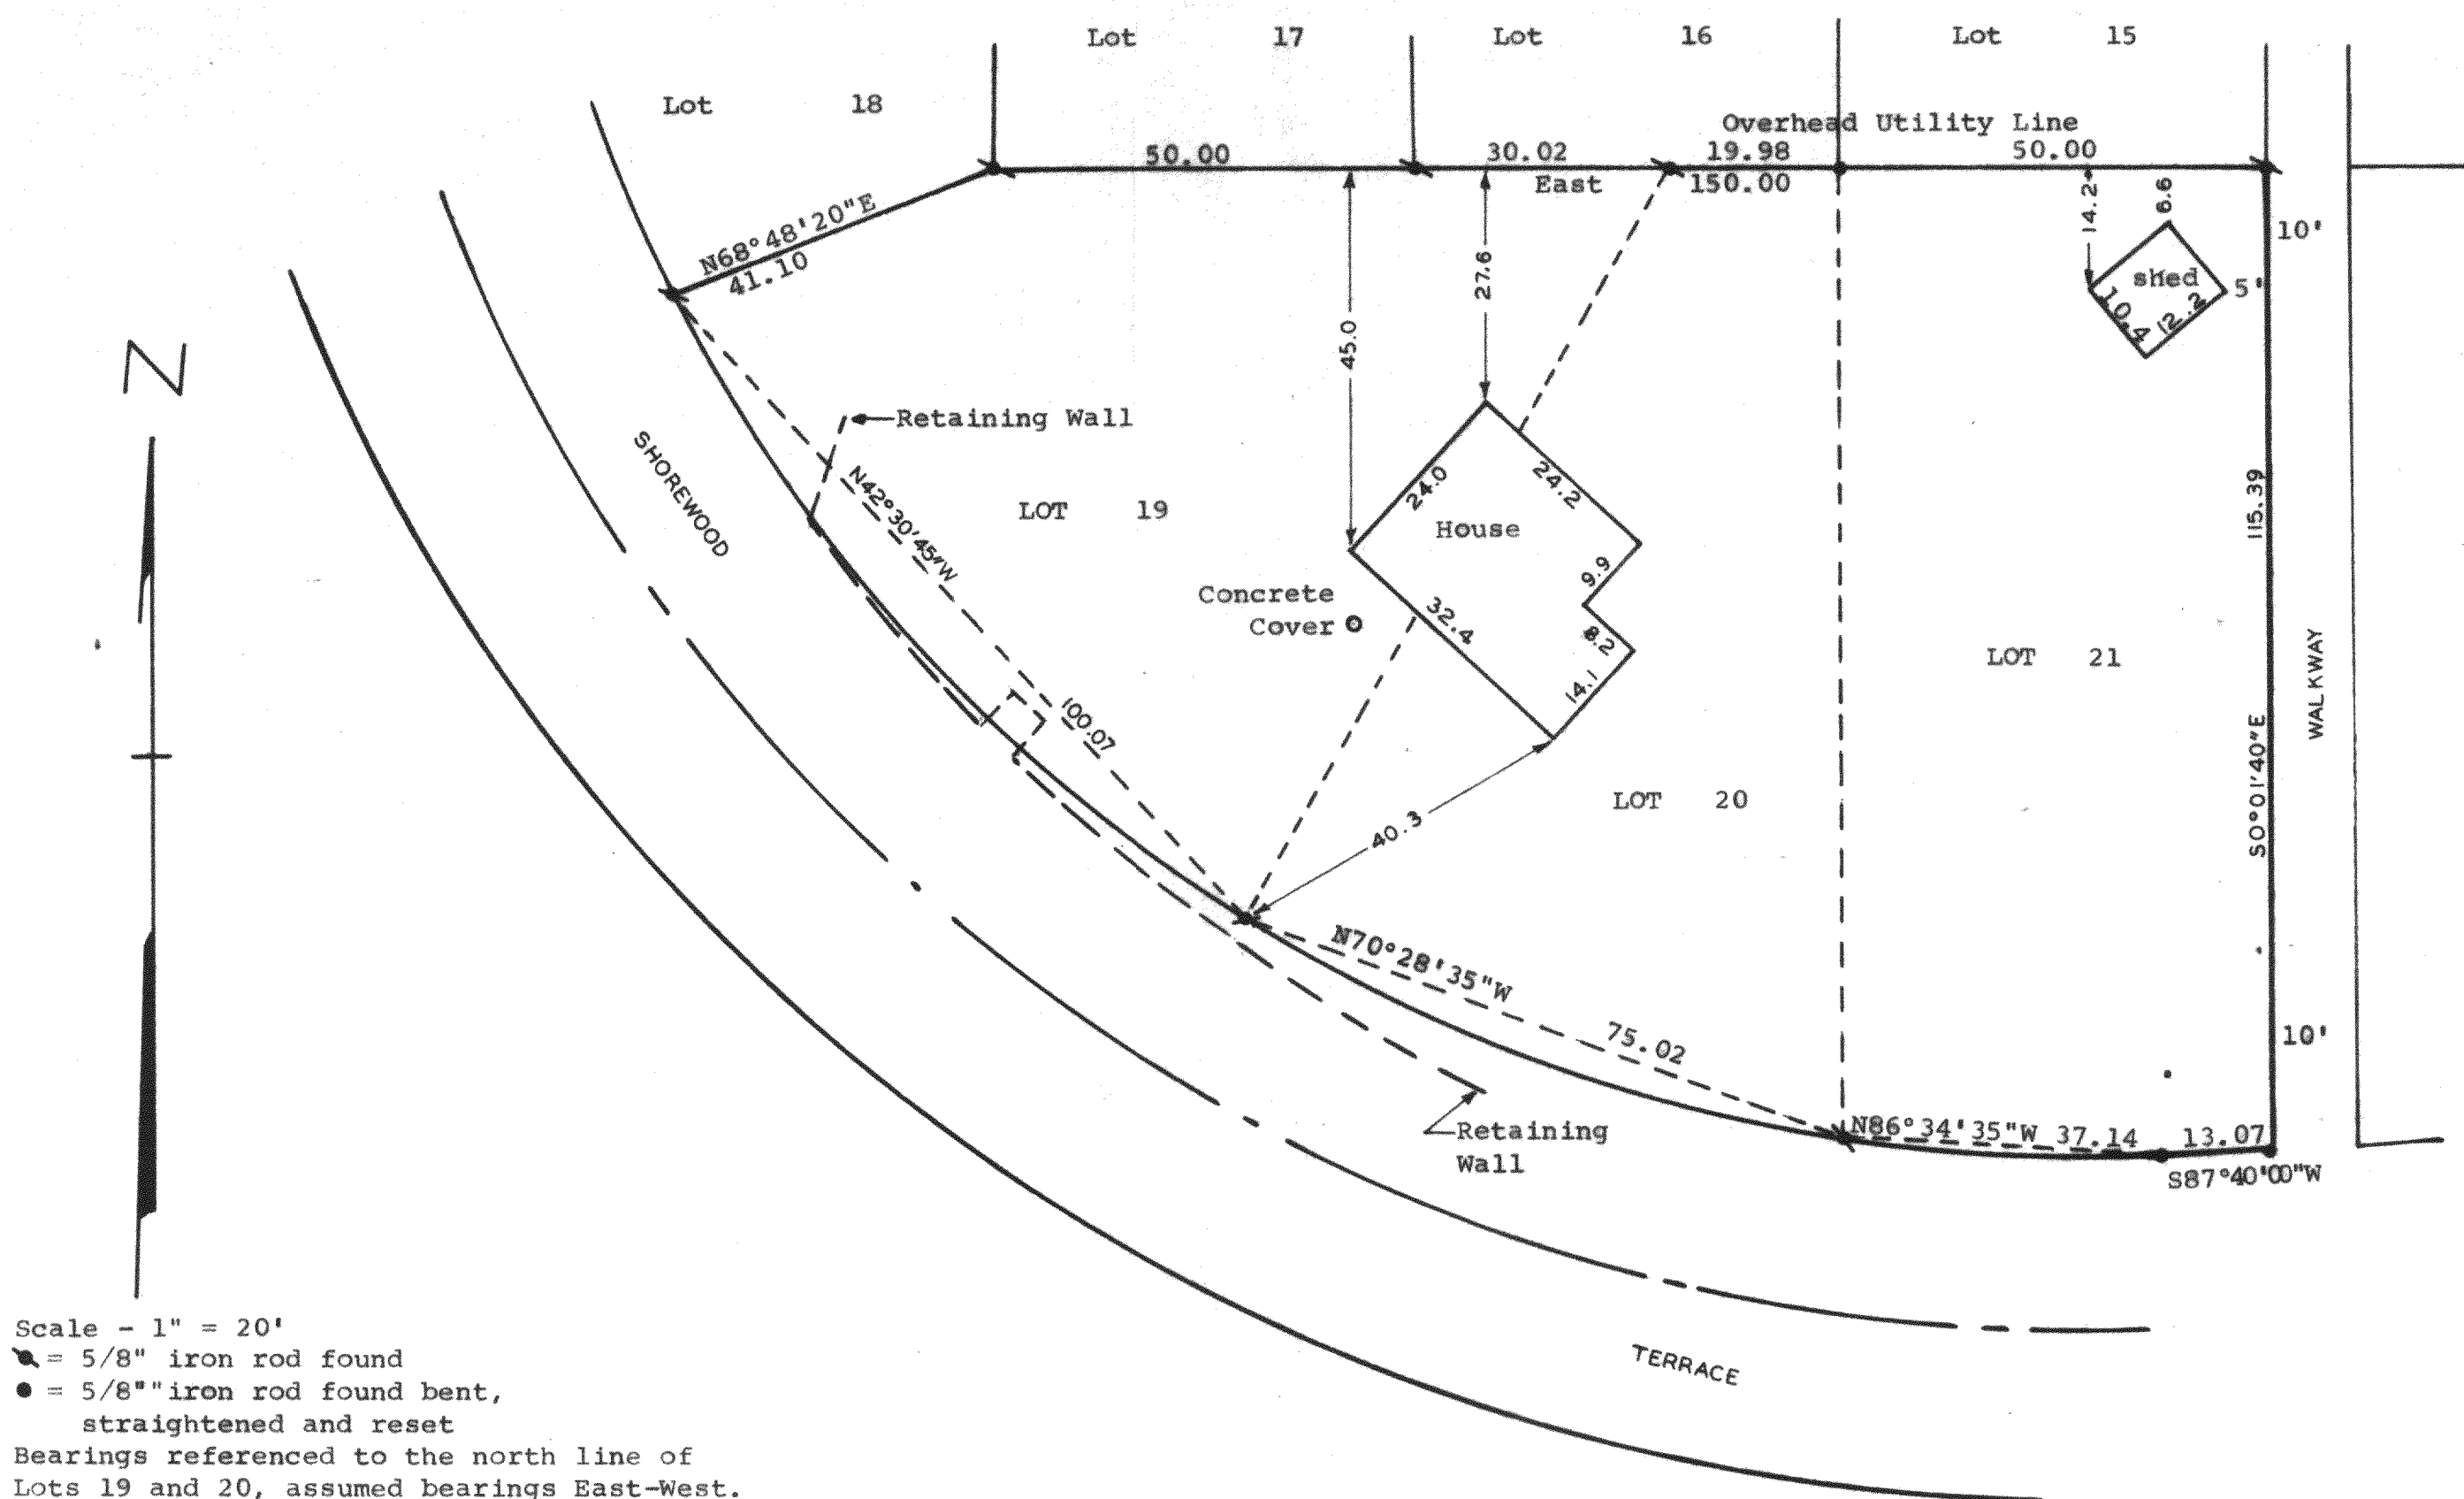 Lot 17
Lot 16
Lot 15
Lot 18
Overhead Utility Line
50.00
30.02
19.98
50.00
East 150.00
N68°48'20"E
41.10
14.2
6.6
10'
shed
5'
10.4
12.2
45.0
27.6
N
Retaining Wall
SHOREWOOD
N42°30'45"W
100.07
LOT 19
24.0
24.2
House
9.9
8.2
32.4
14.1
Concrete
Cover
115.39
LOT 21
WALKWAY
S0°01'40"E
LOT 20
40.3
N70°28'35"W
75.02
10'
Retaining
Wall
N86°34'35"W 37.14 13.07
S87°40'00"W
TERRACE
Scale - 1" = 20'
= 5/8" iron rod found
= 5/8""iron rod found bent,
straightened and reset
Bearings referenced to the north line of
Lots 19 and 20, assumed bearings East-West.